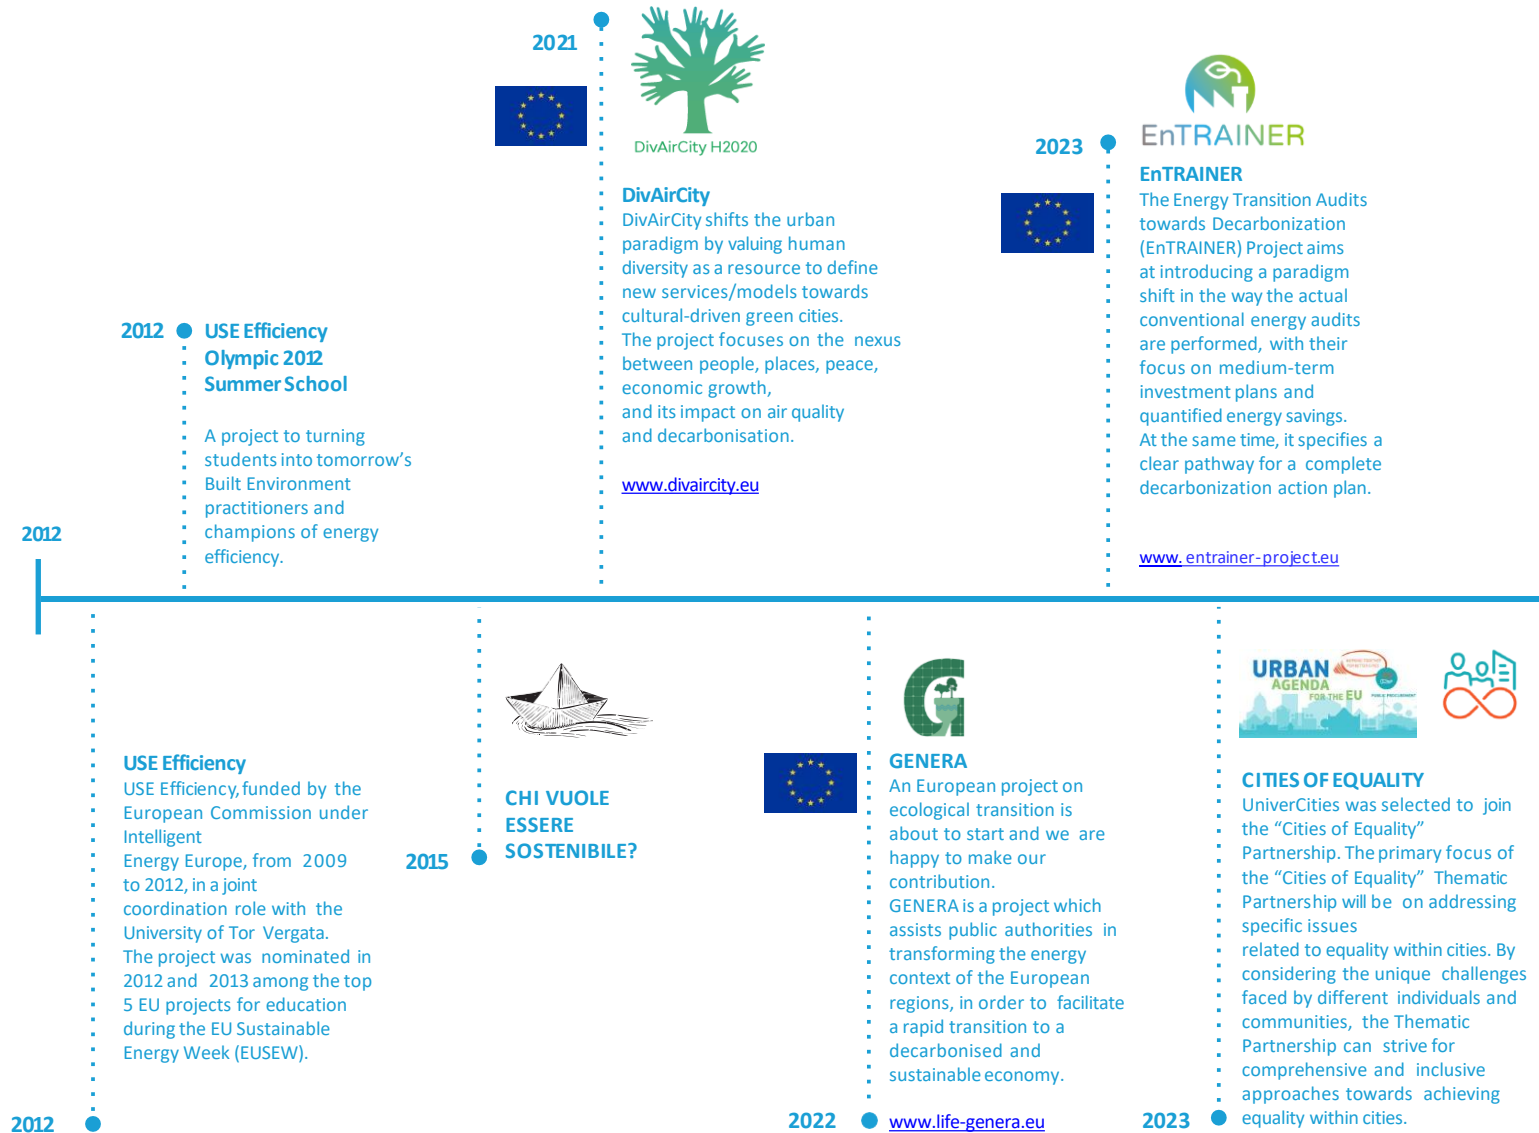 2021
DivAirCity H2020
DivAirCity
DivAirCity shifts the urban
paradigm by valuing human
diversity as a resource to define
new services/models towards
cultural-driven green cities.
The project focuses on the nexus
between people, places, peace,
economic growth,
and its impact on air quality
and decarbonisation.
www.divaircity.eu
2023
EnTRAINER
EnTRAINER
The Energy Transition Audits
towards Decarbonization
(EnTRAINER) Project aims
at introducing a paradigm
shift in the way the actual
conventional energy audits
are performed, with their
focus on medium-term
investment plans and
quantified energy savings.
At the same time, it specifies a
clear pathway for a complete
decarbonization action plan.
www. entrainer-project.eu
2012
USE Efficiency
Olympic 2012
Summer School
A project to turning
students into tomorrow's
Built Environment
practitioners and
champions of energy
efficiency.
2012
USE Efficiency
USE Efficiency, funded by the
European Commission under
Intelligent
Energy Europe, from 2009
to 2012, in a joint
coordination role with the
University of Tor Vergata.
The project was nominated in
2012 and 2013 among the top
5 EU projects for education
during the EU Sustainable
Energy Week (EUSEW).
2012
CHI VUOLE
ESSERE
SOSTENIBILE?
2015
G
GENERA
An European project on
ecological transition is
about to start and we are
happy to make our
contribution.
GENERA is a project which
assists public authorities in
transforming the energy
context of the European
regions, in order to facilitate
a rapid transition to a
decarbonised and
sustainable economy.
2022
www.life-genera.eu
URBAN
AGENDA
FOR THE EU
PUBLIC PROCUREMENT
CITIES OF EQUALITY
UniverCities was selected to join
the “Cities of Equality”
Partnership. The primary focus of
the “Cities of Equality” Thematic
Partnership will be on addressing
specific issues
related to equality within cities. By
considering the unique challenges
faced by different individuals and
communities, the Thematic
Partnership can strive for
comprehensive and inclusive
approaches towards achieving
equality within cities.
2023